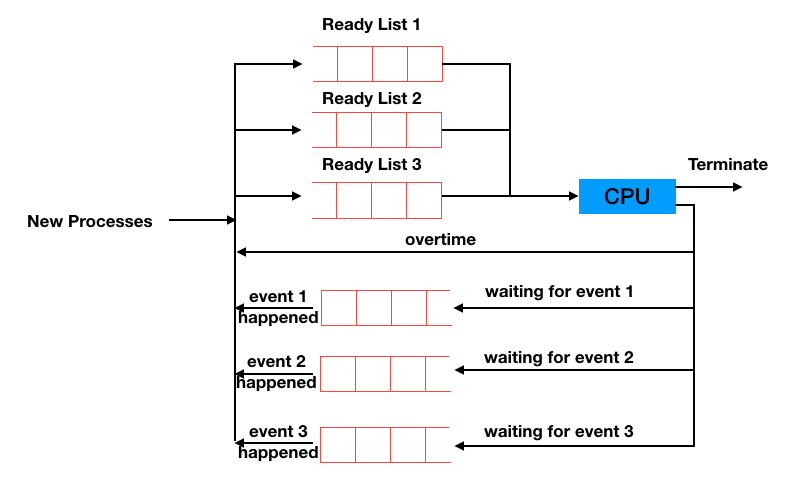 Ready List 1
Ready List 2
Ready List 3
Terminate
CPU
New Processes
overtime
event 1
happened
waiting for event 1
event 2
happened
waiting for event 2
event 3
happened
waiting for event 3